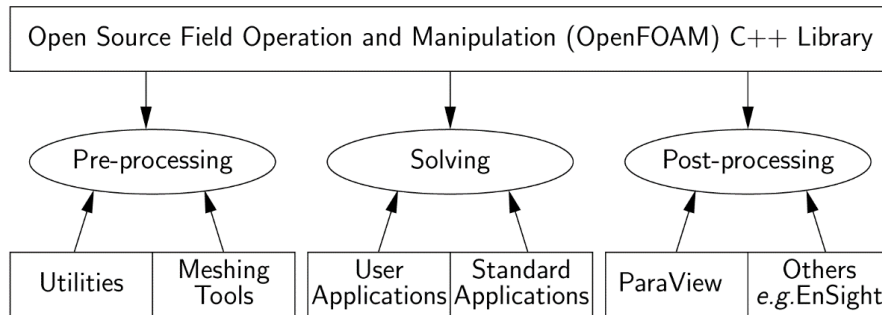 Open Source Field Operation and Manipulation (OpenFOAM) C++ Library
Pre-processing
Solving
Post-processing
Utilities
Meshing
Tools
User
Applications
Standard
Applications
ParaView
Others
e.g.EnSight